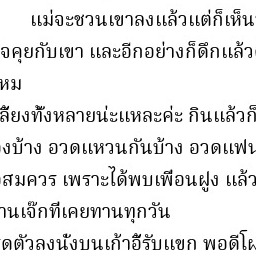 แม่จะชวนเขาลงแล้วแต่ก็เห็น
จคุยกับเขา และอีกอย่างก็ดึกแล้ว
หม
ลี้ยงทั้งหลายน่ะแหละค่ะ กินแล้วก็
งบ้าง อวดแหวนกันบ้าง อวดแฟน
สมควร เพราะได้พบเพื่อนฝูง แล้ว
านเจ๊กที่เคยทานทุกวัน
ดตัวลงนั่งบนเก้าอี้รับแขก พอดีโ